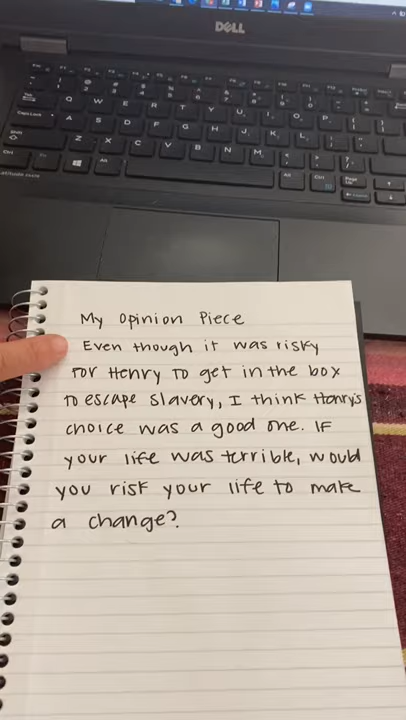 DELL
My Opinion Piece
Even though it was risky
for Henry to get in the box
to escape slavery, I think Henry's
choice was a good one. If
your life was terrible, would
you risk your life to make
a change?